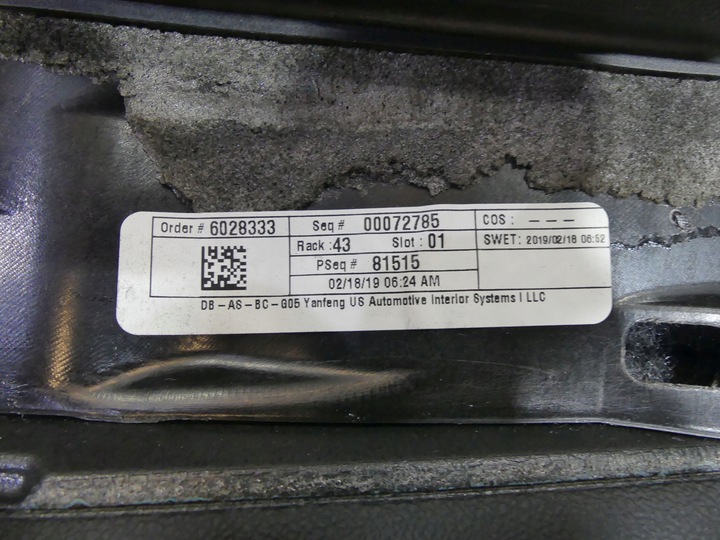 Order # 6028333 Seq # 00072785 COS : - - -
Rack : 43 Slot : 01 SWET: 2019/02/18 06:52
PSeq # 81515
02/18/19 06:24 AM
DB - AS - BC - G05 Yanfeng US Automotive Interior Systems I LLC